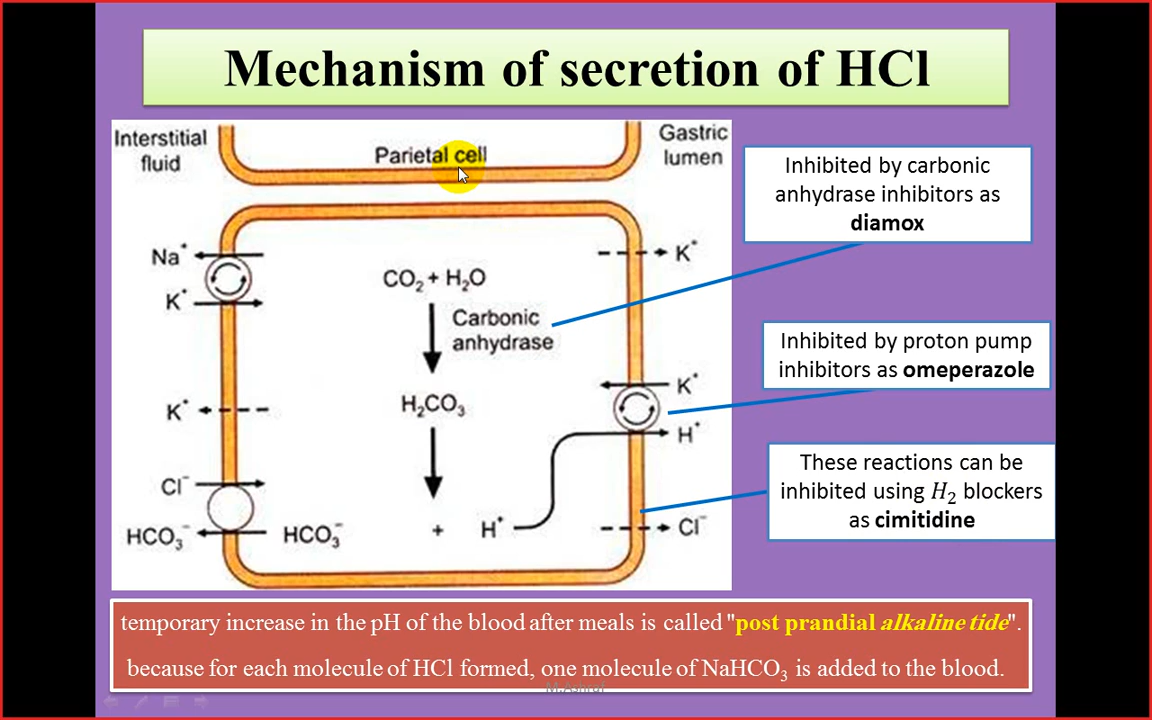 Mechanism of secretion of HCl
Interstitial
fluid
Parietal cell
Gastric
lumen
Inhibited by carbonic
anhydrase inhibitors as
diamox
Na⁺
K⁺
K⁺
CO₂ + H₂O
Carbonic
anhydrase
Inhibited by proton pump
inhibitors as omeperazole
K⁺
H₂CO₃
K⁺
H⁺
These reactions can be
inhibited using H₂ blockers
as cimitidine
Cl⁻
HCO₃⁻
HCO₃⁻ + H⁺
Cl⁻
temporary increase in the pH of the blood after meals is called "post prandial alkaline tide".
because for each molecule of HCl formed, one molecule of NaHCO₃ is added to the blood.
M.Ashraf